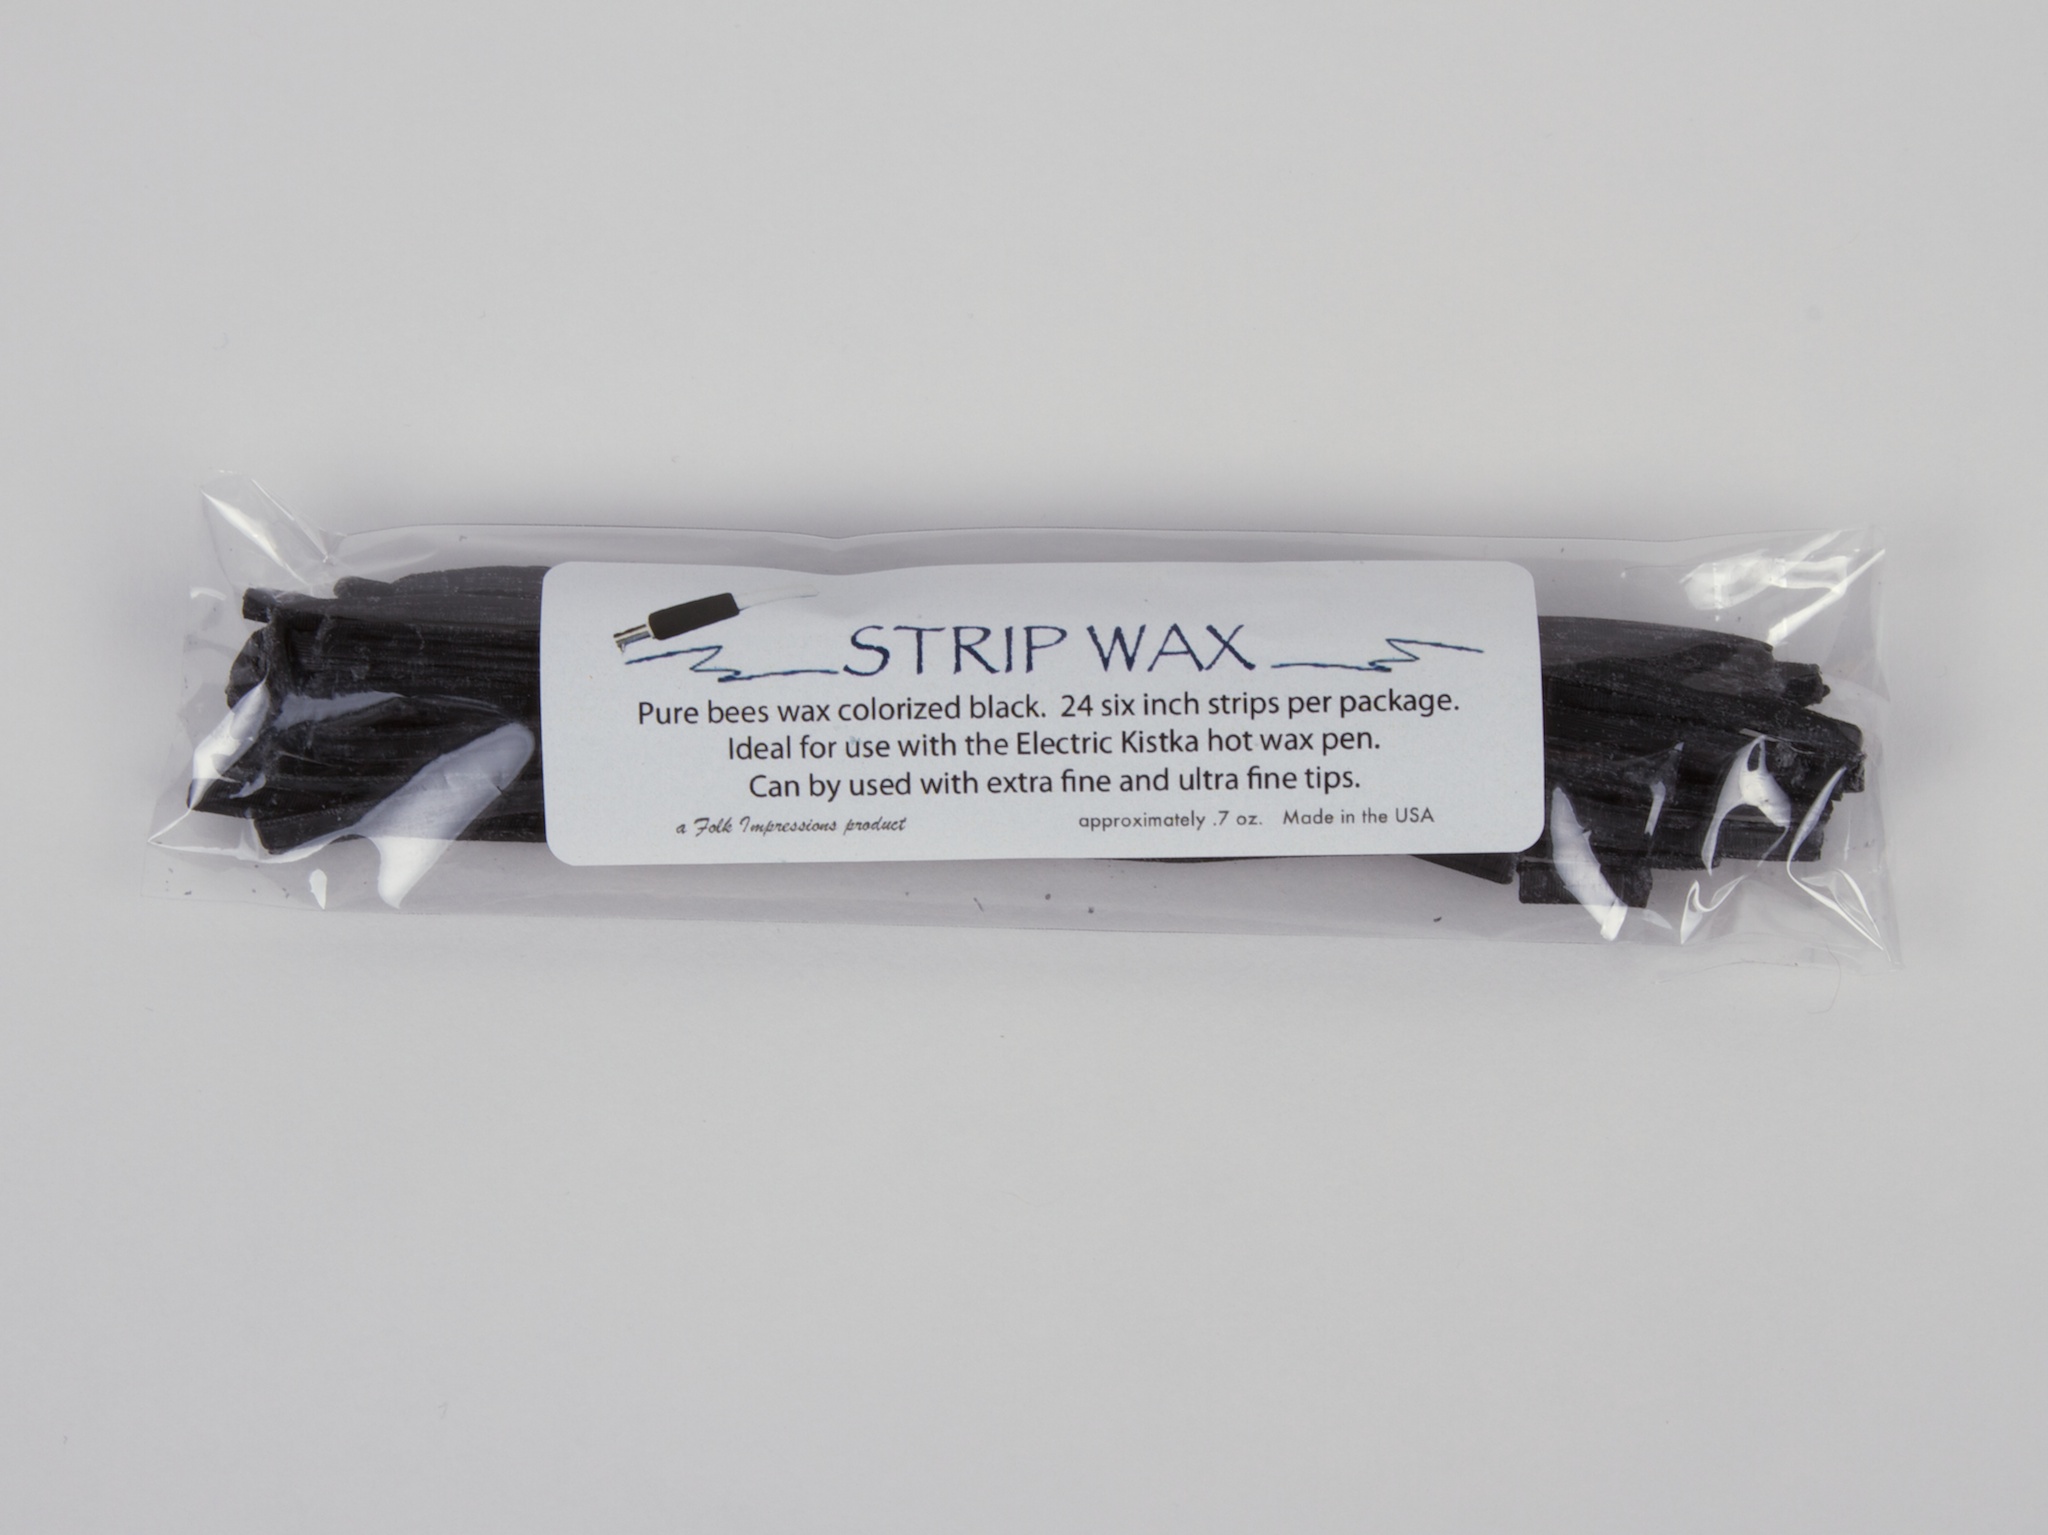 STRIP WAX
Pure bees wax colorized black. 24 six inch strips per package.
Ideal for use with the Electric Kistka hot wax pen.
Can by used with extra fine and ultra fine tips.
a Folk Impressions product approximately .7 oz. Made in the USA